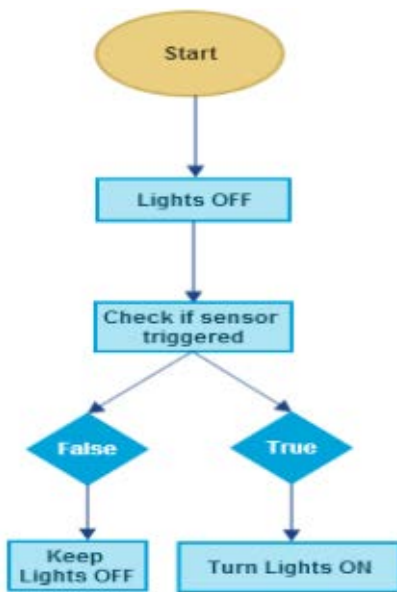 Start
Lights OFF
Check if sensor
triggered
False
True
Keep
Lights OFF
Turn Lights ON